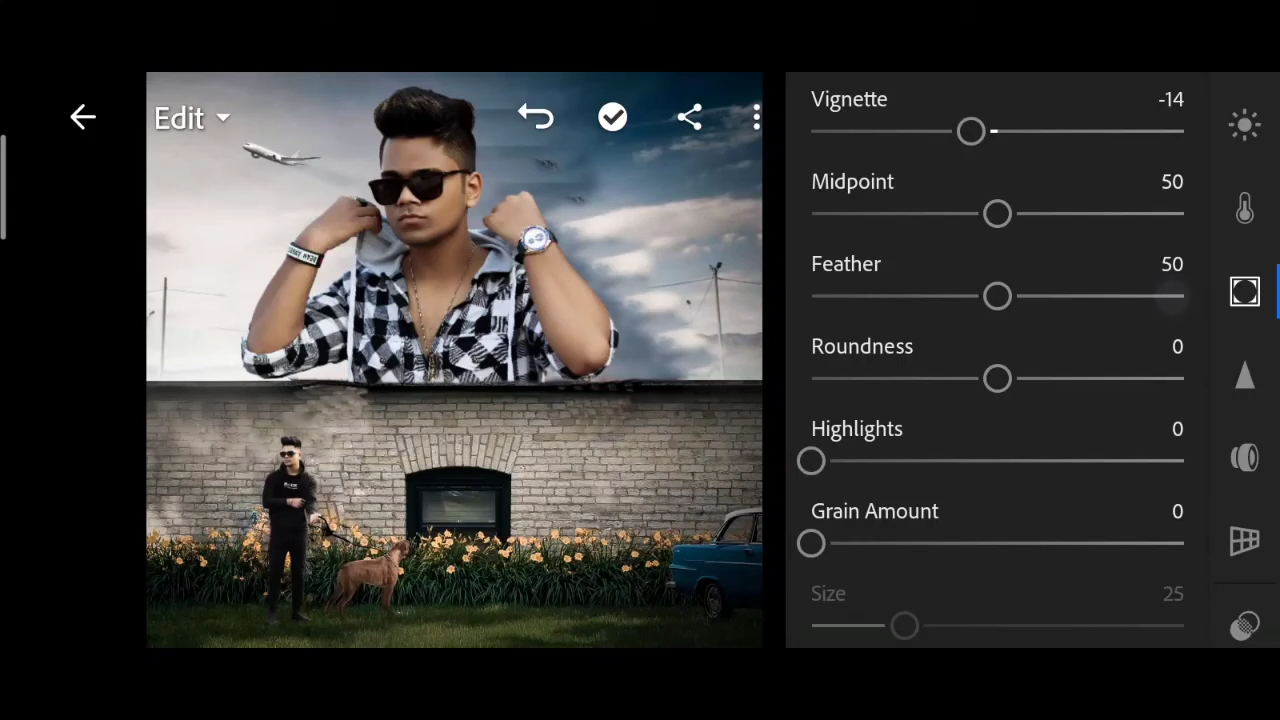 Edit
Vignette -14
Midpoint 50
Feather 50
Roundness 0
Highlights 0
Grain Amount 0
Size 25